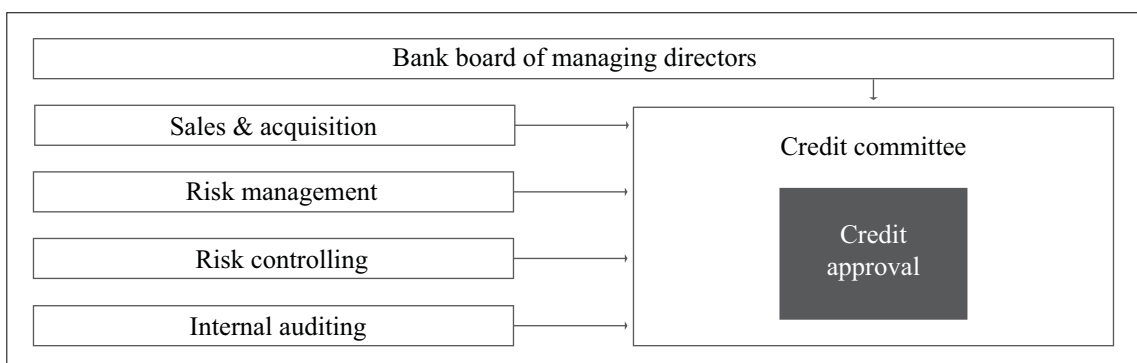 Bank board of managing directors
Sales & acquisition
Credit committee
Risk management
Credit
approval
Risk controlling
Internal auditing